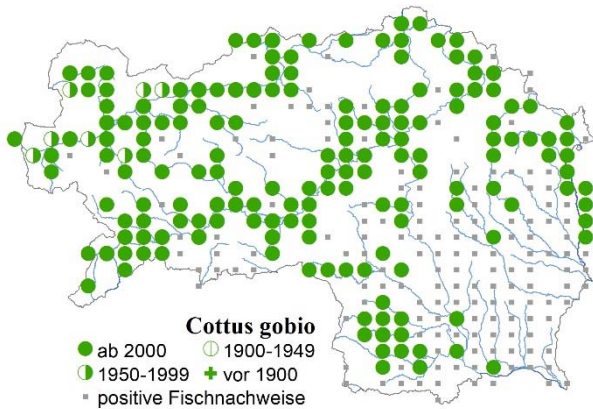 Cottus gobio
ab 2000 1900-1949
1950-1999 vor 1900
positive Fischnachweise